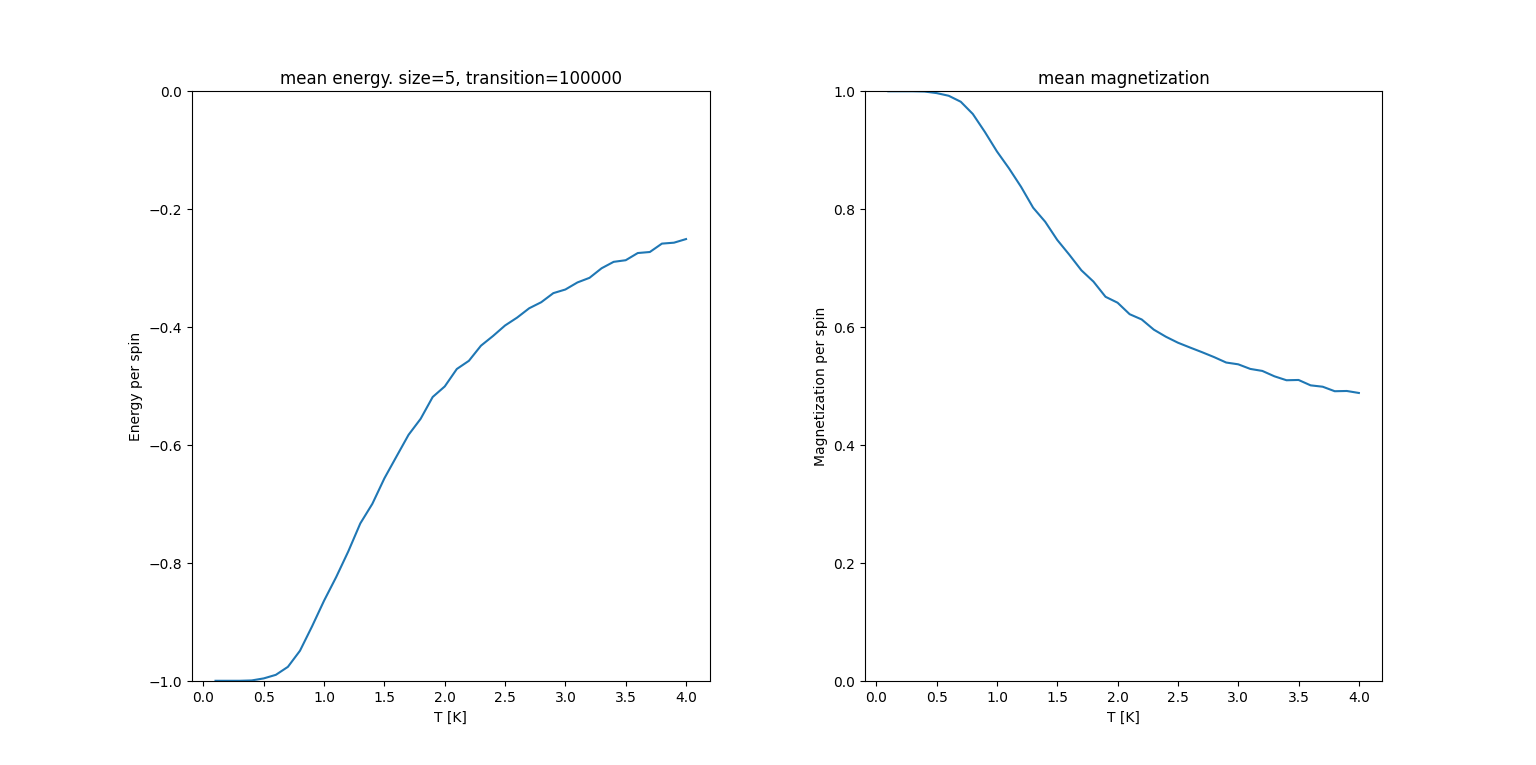 mean energy. size=5, transition=100000
Energy per spin
0.0
−0.2
−0.4
−0.6
−0.8
−1.0
0.0 0.5 1.0 1.5 2.0 2.5 3.0 3.5 4.0
T [K]
mean magnetization
Magnetization per spin
1.0
0.8
0.6
0.4
0.2
0.0
0.0 0.5 1.0 1.5 2.0 2.5 3.0 3.5 4.0
T [K]